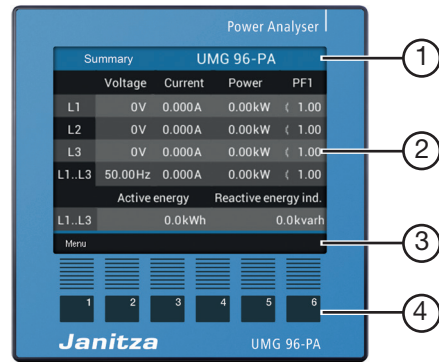 Power Analyser
Summary UMG 96-PA
Voltage Current Power PF1
L1 0V 0.000A 0.00kW ( 1.00
L2 0V 0.000A 0.00kW ( 1.00
L3 0V 0.000A 0.00kW ( 1.00
L1..L3 50.00Hz 0.000A 0.00kW ( 1.00
Active energy Reactive energy ind.
L1..L3 0.0kWh 0.0kvarh
Menu
1 2 3 4 5 6
Janitza UMG 96-PA
1
2
3
4